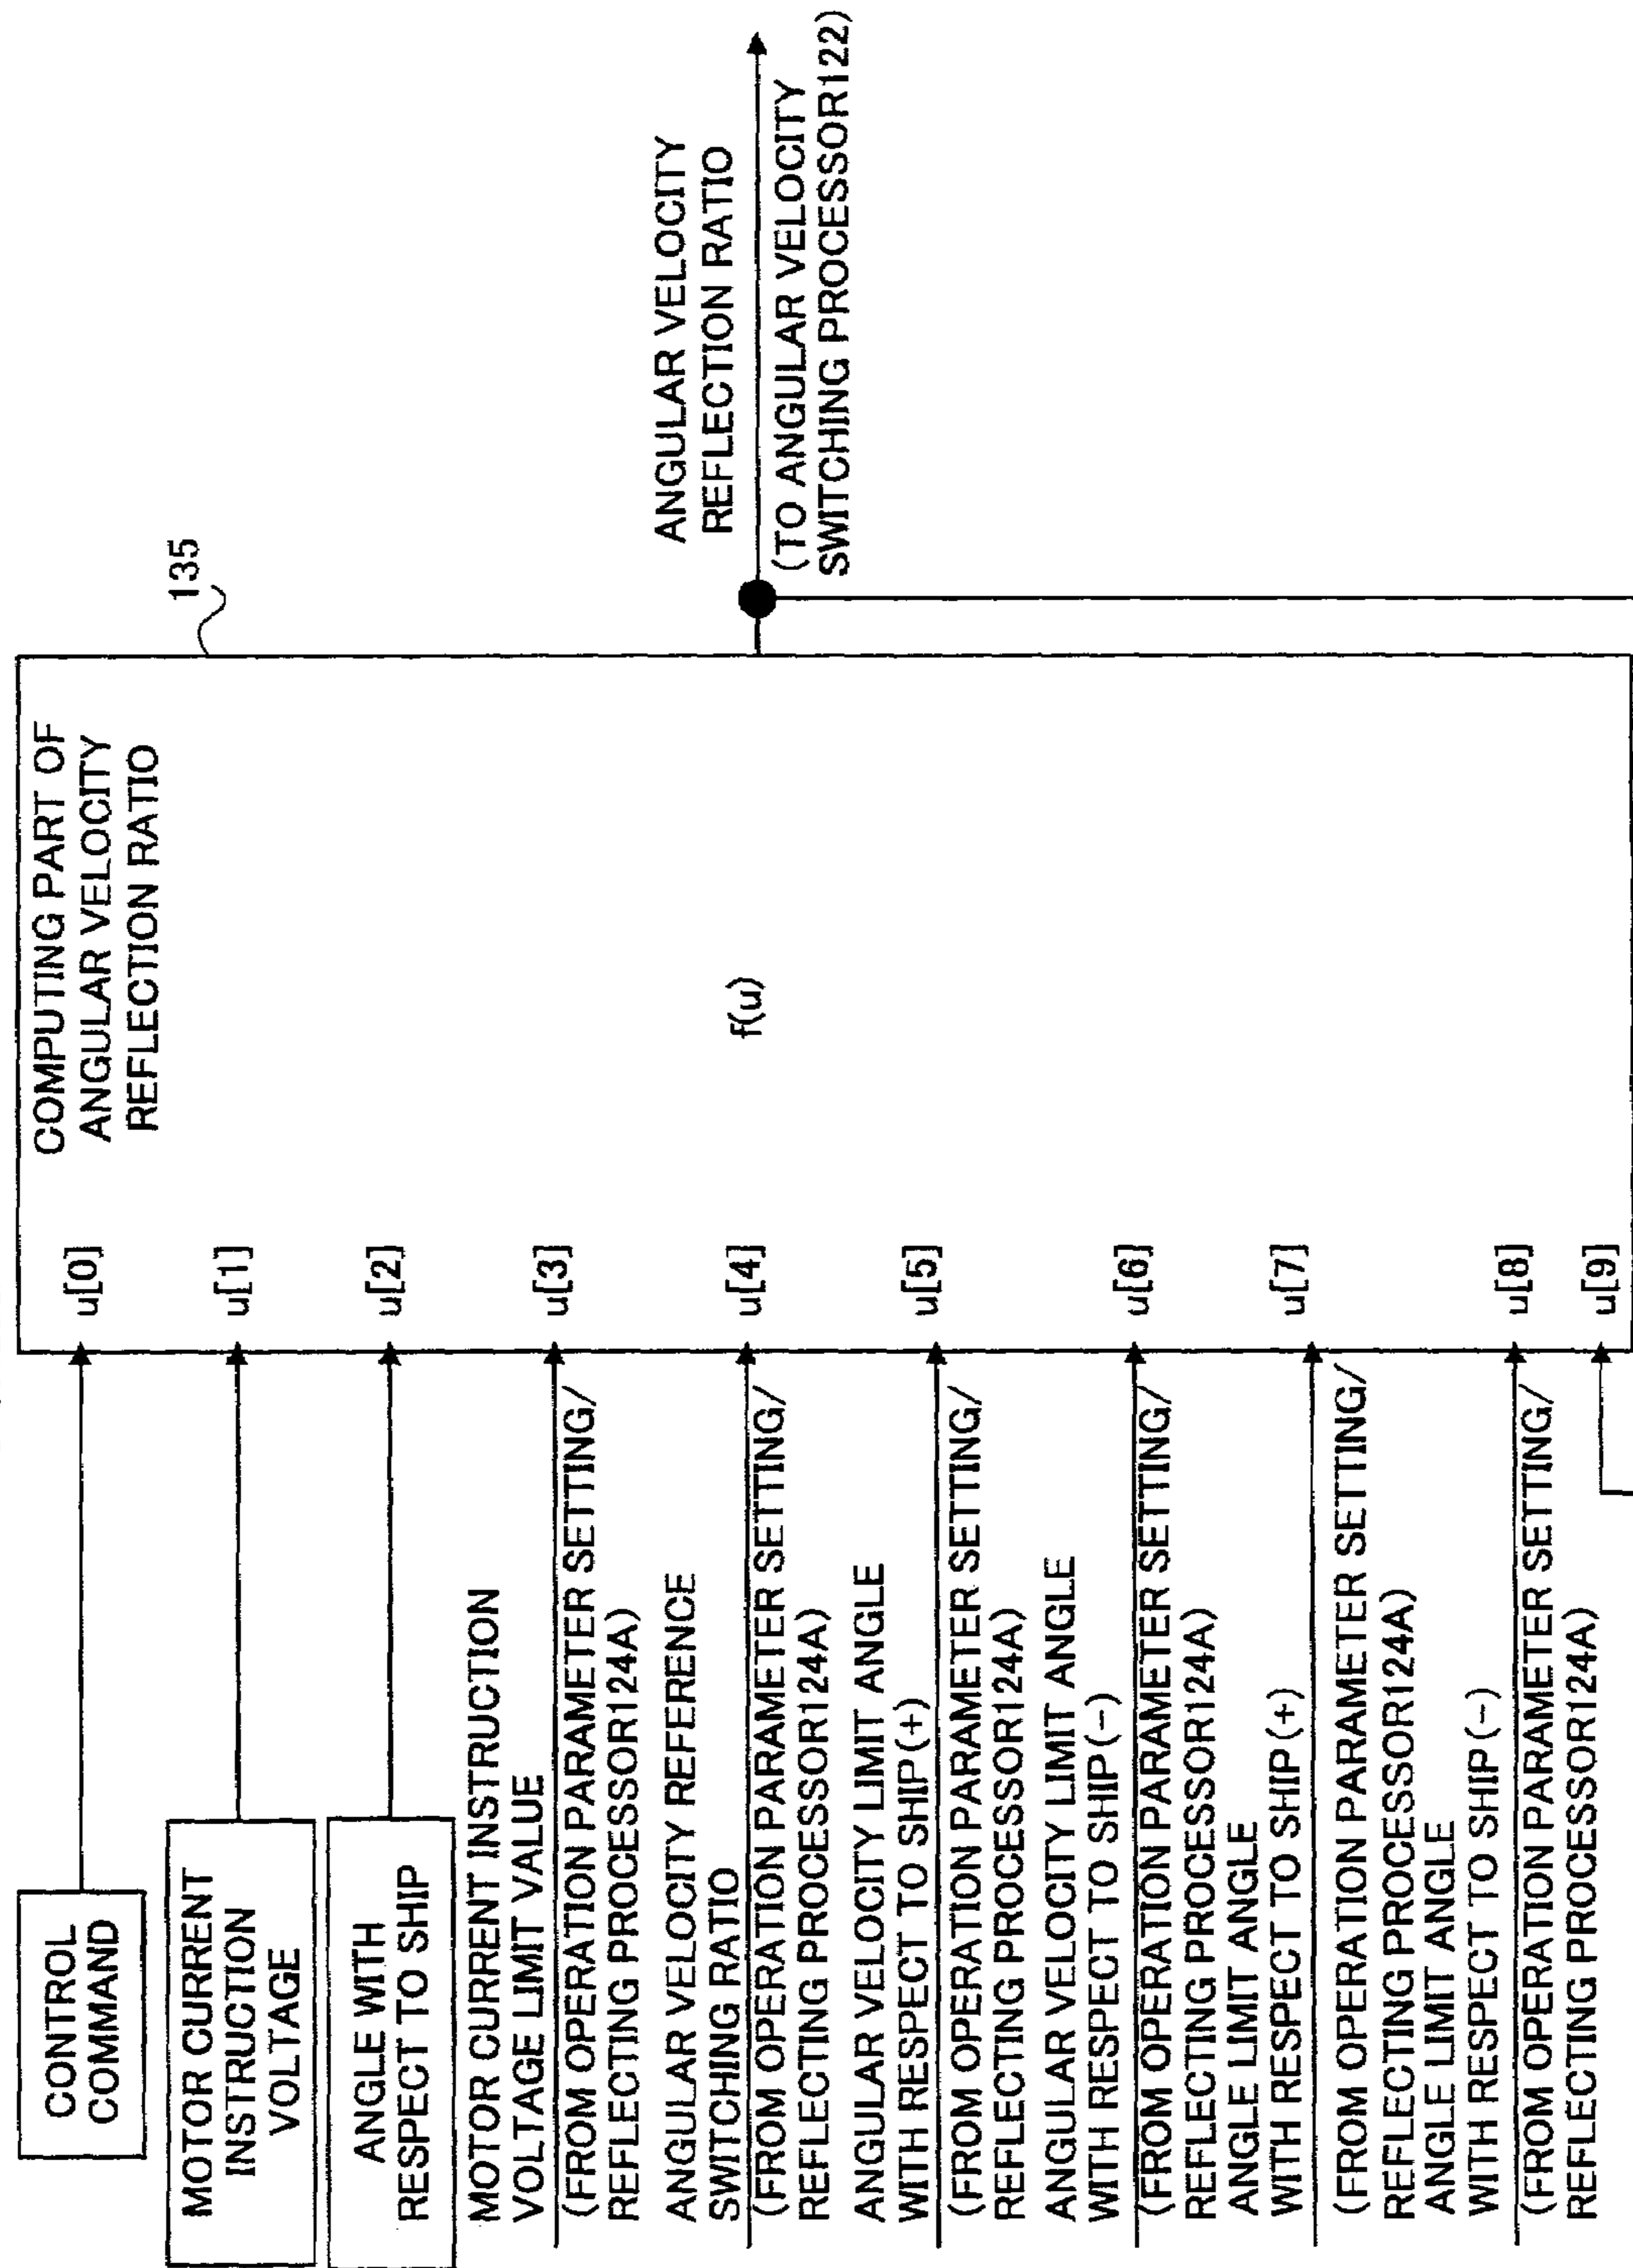 COMPUTING PART OF
ANGULAR VELOCITY
REFLECTION RATIO
135
f(u)
CONTROL
COMMAND
u[0]
MOTOR CURRENT
INSTRUCTION
VOLTAGE
u[1]
ANGLE WITH
RESPECT TO SHIP
u[2]
MOTOR CURRENT INSTRUCTION
VOLTAGE LIMIT VALUE
(FROM OPERATION PARAMETER SETTING/
REFLECTING PROCESSOR124A)
u[3]
ANGULAR VELOCITY REFERENCE
SWITCHING RATIO
(FROM OPERATION PARAMETER SETTING/
REFLECTING PROCESSOR124A)
u[4]
ANGULAR VELOCITY LIMIT ANGLE
WITH RESPECT TO SHIP(+)
(FROM OPERATION PARAMETER SETTING/
REFLECTING PROCESSOR124A)
u[5]
ANGULAR VELOCITY LIMIT ANGLE
WITH RESPECT TO SHIP(-)
(FROM OPERATION PARAMETER SETTING/
REFLECTING PROCESSOR124A)
u[6]
ANGLE LIMIT ANGLE
WITH RESPECT TO SHIP(+)
(FROM OPERATION PARAMETER SETTING/
REFLECTING PROCESSOR124A)
u[7]
ANGLE LIMIT ANGLE
WITH RESPECT TO SHIP(-)
(FROM OPERATION PARAMETER SETTING/
REFLECTING PROCESSOR124A)
u[8]
u[9]
ANGULAR VELOCITY
REFLECTION RATIO
(TO ANGULAR VELOCITY
SWITCHING PROCESSOR122)